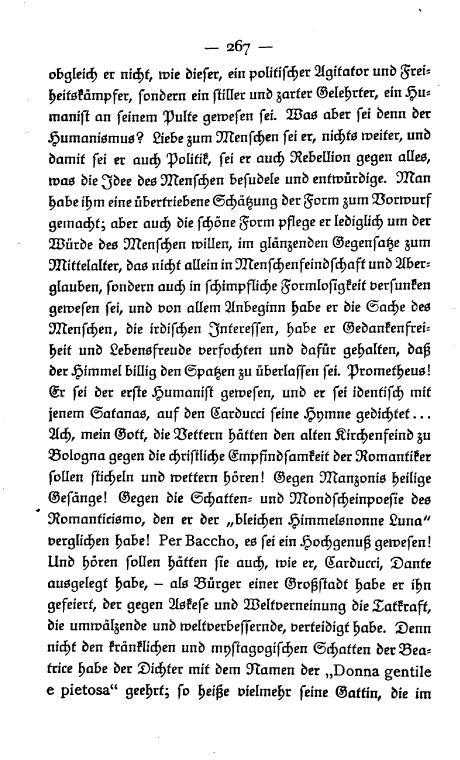 — 267 —
obgleich er nicht, wie dieser, ein politischer Agitator und Frei⸗
heitskämpfer, sondern ein stiller und zarter Gelehrter, ein Hu⸗
manist an seinem Pulte gewesen sei. Was aber sei denn der
Humanismus? Liebe zum Menschen sei er, nichts weiter, und
damit sei er auch Politik, sei er auch Rebellion gegen alles,
was die Idee des Menschen besudele und entwürdige. Man
habe ihm eine übertriebene Schätzung der Form zum Vorwurf
gemacht; aber auch die schöne Form pflege er lediglich um der
Würde des Menschen willen, im glänzenden Gegensatze zum
Mittelalter, das nicht allein in Menschenfeindschaft und Aber⸗
glauben, sondern auch in schimpfliche Formlosigkeit versunken
gewesen sei, und von allem Anbeginn habe er die Sache des
Menschen, die irdischen Interessen, habe er Gedankenfrei⸗
heit und Lebensfreude verfochten und dafür gehalten, daß
der Himmel billig den Spatzen zu überlassen sei. Prometheus!
Er sei der erste Humanist gewesen, und er sei identisch mit
jenem Satanas, auf den Carducci seine Hymne gedichtet...
Ach, mein Gott, die Vettern hätten den alten Kirchenfeind zu
Bologna gegen die christliche Empfindsamkeit der Romantiker
sollen sticheln und wettern hören! Gegen Manzonis heilige
Gesänge! Gegen die Schatten⸗ und Mondscheinpoesie des
Romanticismo, den er der „bleichen Himmelsnonne Luna“
verglichen habe! Per Baccho, es sei ein Hochgenuß gewesen!
Und hören sollen hätten sie auch, wie er, Carducci, Dante
ausgelegt habe, – als Bürger einer Großstadt habe er ihn
gefeiert, der gegen Askese und Weltverneinung die Tatkraft,
die umwälzende und weltverbessernde, verteidigt habe. Denn
nicht den kränklichen und mystagogischen Schatten der Bea⸗
trice habe der Dichter mit dem Namen der „Donna gentile
e pietosa“ geehrt; so heiße vielmehr seine Gattin, die im